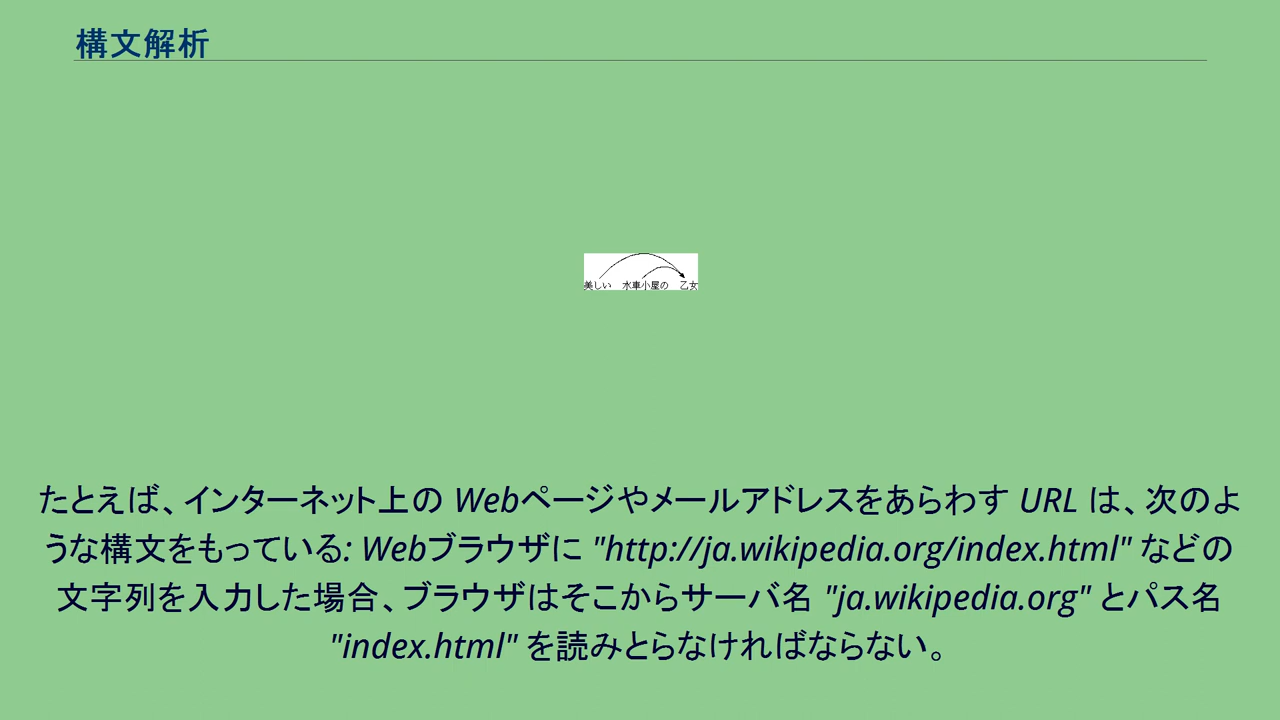 構文解析
美しい 水車小屋の 乙女
たとえば、インターネット上の Webページやメールアドレスをあらわす URL は、次のよ
うな構文をもっている: Webブラウザに "http://ja.wikipedia.org/index.html" などの
文字列を入力した場合、ブラウザはそこからサーバ名 "ja.wikipedia.org" とパス名
"index.html" を読みとらなければならない。